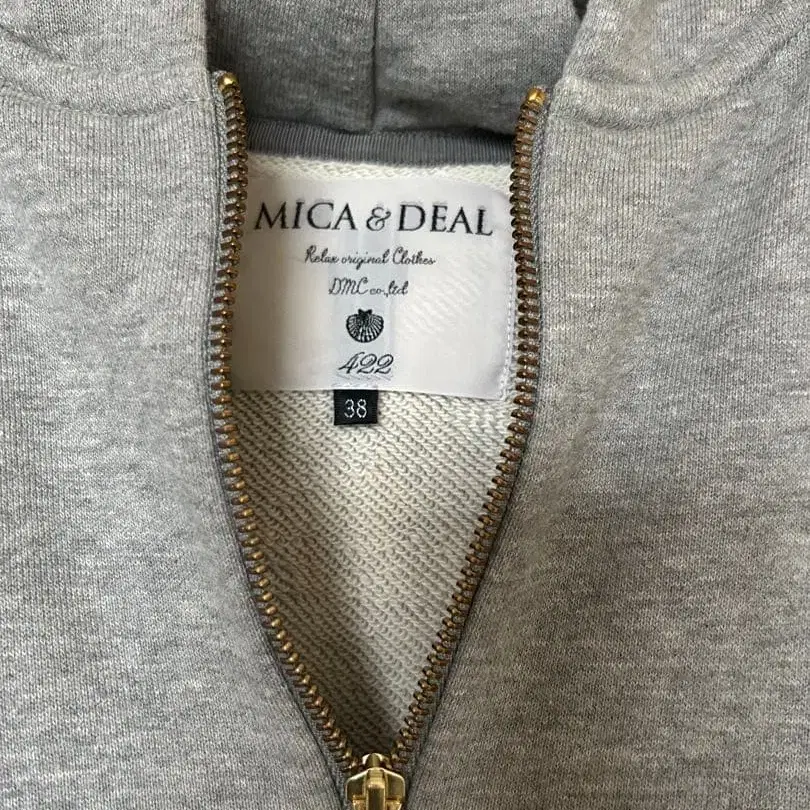 MICA & DEAL
Relax original Clothes
DMC co.,ltd
422
38